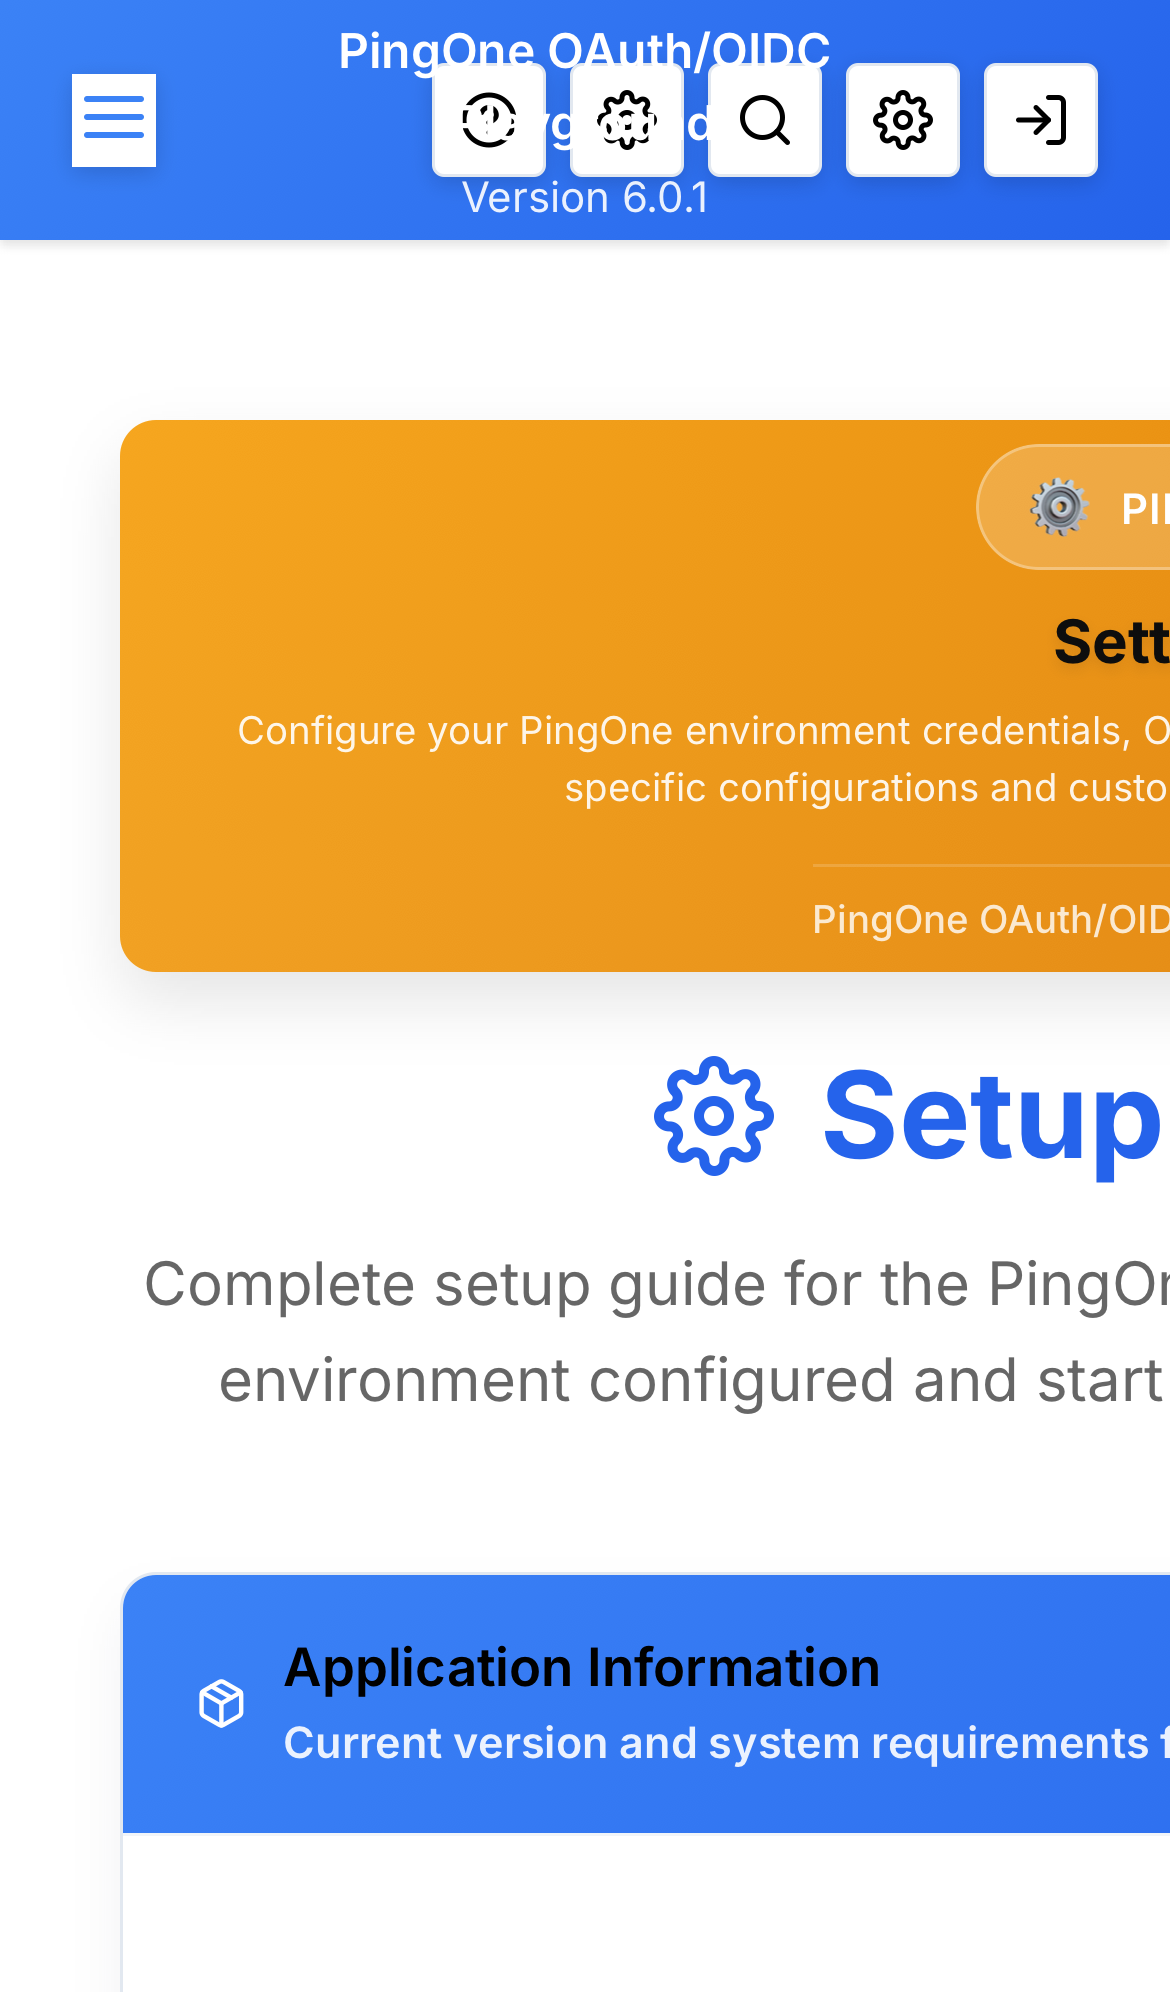 PingOne OAuth/OIDC
Version 6.0.1
PI
Sett
Configure your PingOne environment credentials, O
specific configurations and custo
PingOne OAuth/OID
Setup
Complete setup guide for the PingOn
environment configured and start
Application Information
Current version and system requirements f